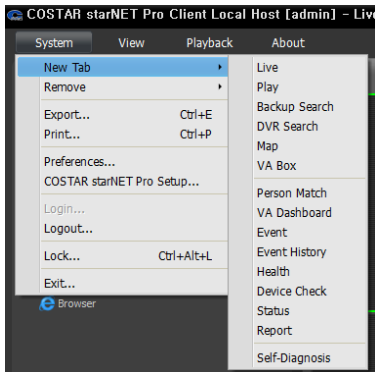 COSTAR starNET Pro Client Local Host [admin] - Liv
System View Playback About
New Tab
Remove
Export... Ctrl+E
Print... Ctrl+P
Preferences...
COSTAR starNET Pro Setup...
Login...
Logout...
Lock... Ctrl+Alt+L
Exit...
Browser
Live
Play
Backup Search
DVR Search
Map
VA Box
Person Match
VA Dashboard
Event
Event History
Health
Device Check
Status
Report
Self-Diagnosis